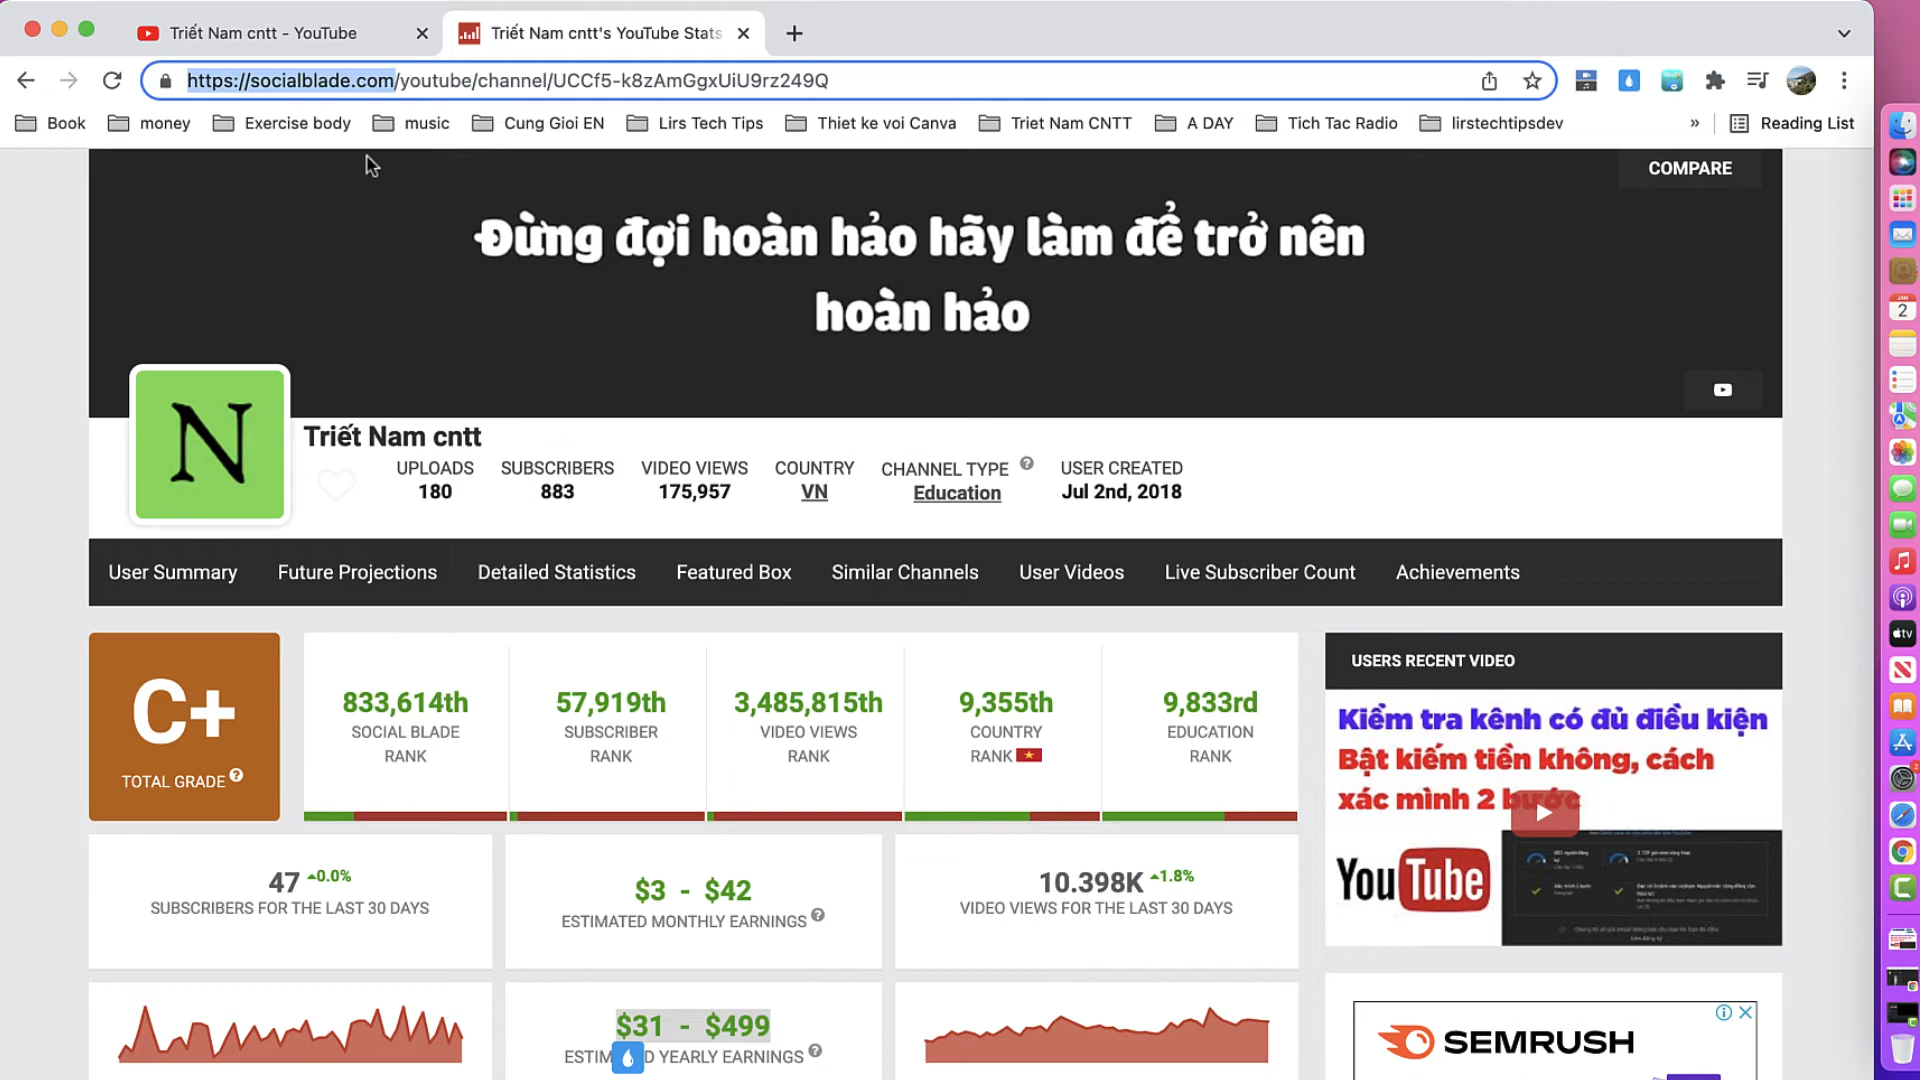 Triết Nam cntt - YouTube
Triết Nam cntt's YouTube Stats
https://socialblade.com/youtube/channel/UCCf5-k8zAmGgxUiU9rz249Q
Book money Exercise body music Cung Gioi EN Lirs Tech Tips Thiet ke voi Canva Triet Nam CNTT A DAY Tich Tac Radio lirstechtipsdev » Reading List
COMPARE
Đừng đợi hoàn hảo hãy làm để trở nên
hoàn hảo
N
Triết Nam cntt
UPLOADS SUBSCRIBERS VIDEO VIEWS COUNTRY CHANNEL TYPE USER CREATED
180 883 175,957 VN Education Jul 2nd, 2018
User Summary Future Projections Detailed Statistics Featured Box Similar Channels User Videos Live Subscriber Count Achievements
C+
TOTAL GRADE
833,614th
SOCIAL BLADE
RANK
57,919th
SUBSCRIBER
RANK
3,485,815th
VIDEO VIEWS
RANK
9,355th
COUNTRY
RANK
9,833rd
EDUCATION
RANK
USERS RECENT VIDEO
Kiểm tra kênh có đủ điều kiện
Bật kiếm tiền không, cách
xác minh 2 bước
YouTube
47 0.0%
SUBSCRIBERS FOR THE LAST 30 DAYS
$3 - $42
ESTIMATED MONTHLY EARNINGS
10.398K 1.8%
VIDEO VIEWS FOR THE LAST 30 DAYS
$31 - $499
YEARLY EARNINGS
SEMRUSH
JAN
2
tv